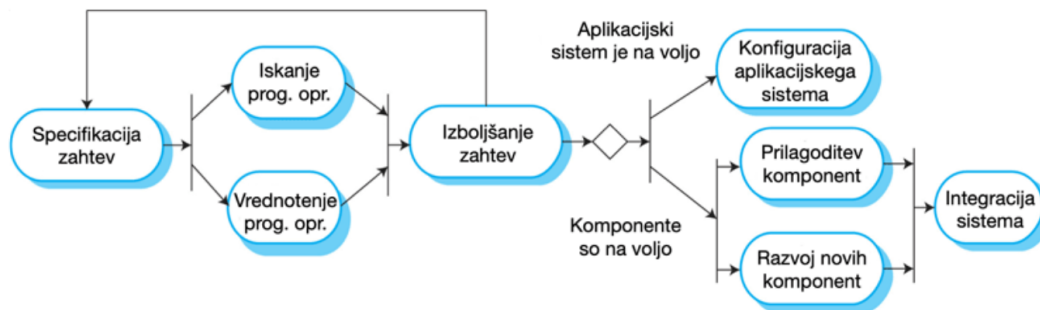 Specifikacija
zahtev
Iskanje
prog. opr.
Vrednotenje
prog. opr.
Izboljšanje
zahtev
Aplikacijski
sistem je na voljo
Komponente
so na voljo
Konfiguracija
aplikacijskega
sistema
Prilagoditev
komponent
Razvoj novih
komponent
Integracija
sistema